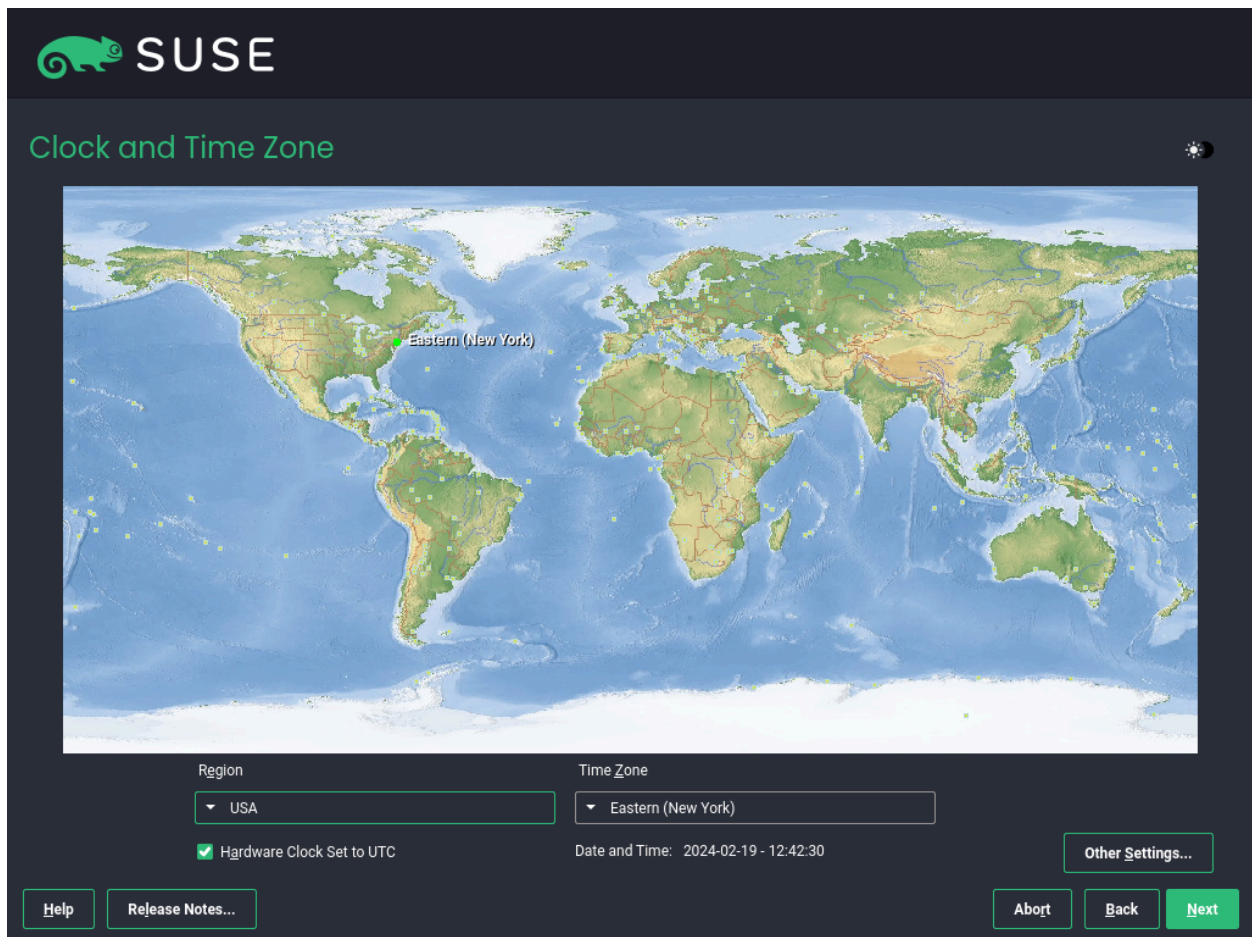 SUSE
Clock and Time Zone
Eastern (New York)
Region
Time Zone
USA
Eastern (New York)
Hardware Clock Set to UTC
Date and Time: 2024-02-19 - 12:42:30
Other Settings...
Help
Release Notes...
Abort
Back
Next